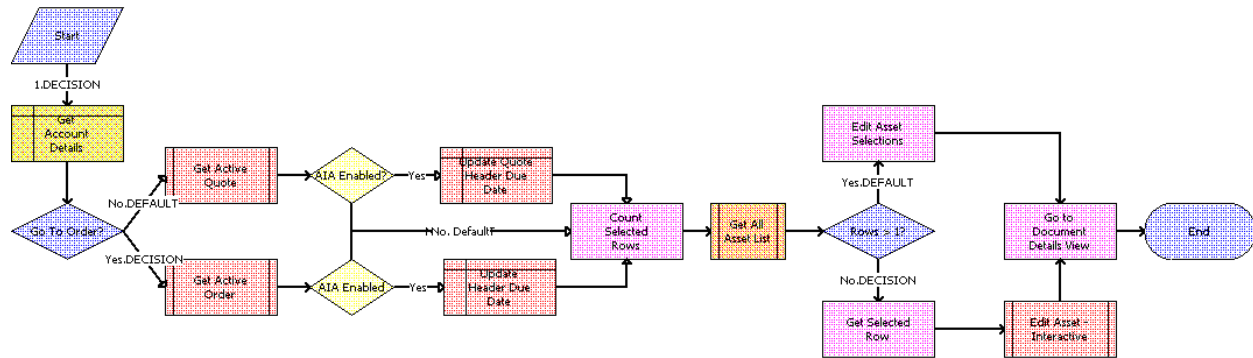 Start
1.DECISION
Get
Account
Details
Go To Order?
No.DEFAULT
Yes.DECISION
Get Active
Quote
Get Active
Order
AIA Enabled?
Yes
Update Quote
Header Due
Date
No. Default
AIA Enabled
Yes
Update
Header Due
Date
Count
Selected
Rows
Get All
Asset List
Rows > 1?
Yes.DEFAULT
Edit Asset
Selections
No.DECISION
Get Selected
Row
Edit Asset -
Interactive
Go to
Document
Details View
End